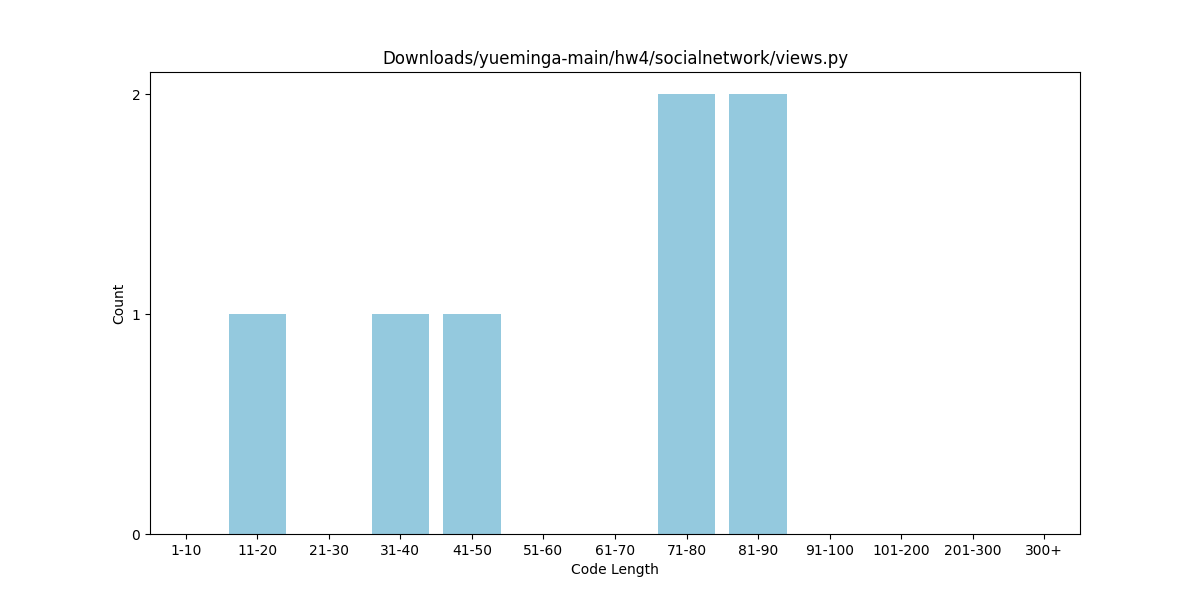 Downloads/yueminga-main/hw4/socialnetwork/views.py
Count
2
1
0
1-10 11-20 21-30 31-40 41-50 51-60 61-70 71-80 81-90 91-100 101-200 201-300 300+
Code Length